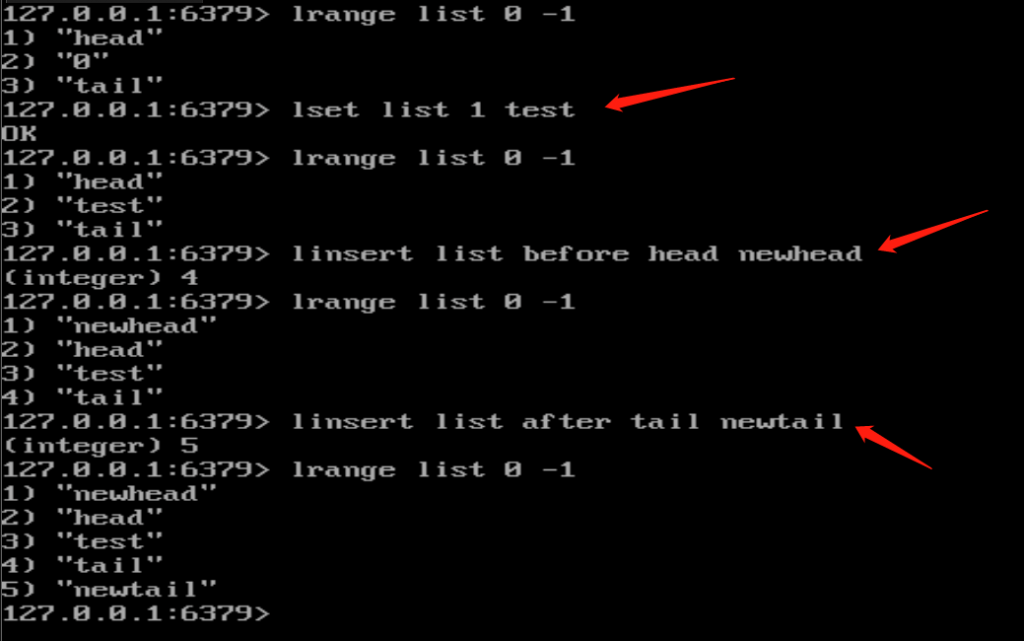 127.0.0.1:6379> lrange list 0 -1
1) "head"
2) "0"
3) "tail"
127.0.0.1:6379> lset list 1 test
OK
127.0.0.1:6379> lrange list 0 -1
1) "head"
2) "test"
3) "tail"
127.0.0.1:6379> linsert list before head newhead
(integer) 4
127.0.0.1:6379> lrange list 0 -1
1) "newhead"
2) "head"
3) "test"
4) "tail"
127.0.0.1:6379> linsert list after tail newtail
(integer) 5
127.0.0.1:6379> lrange list 0 -1
1) "newhead"
2) "head"
3) "test"
4) "tail"
5) "newtail"
127.0.0.1:6379>